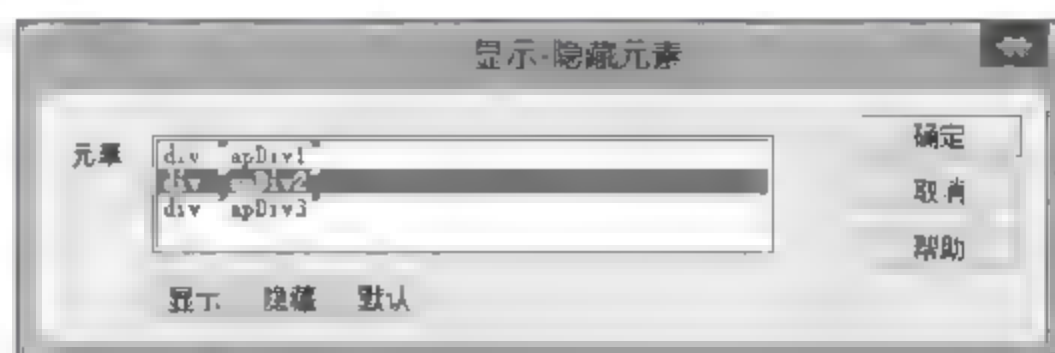 显示-隐藏元素
元素
div "apDiv1"
div "apDiv2"
div "apDiv3"
确定
取消
帮助
显示 隐藏 默认